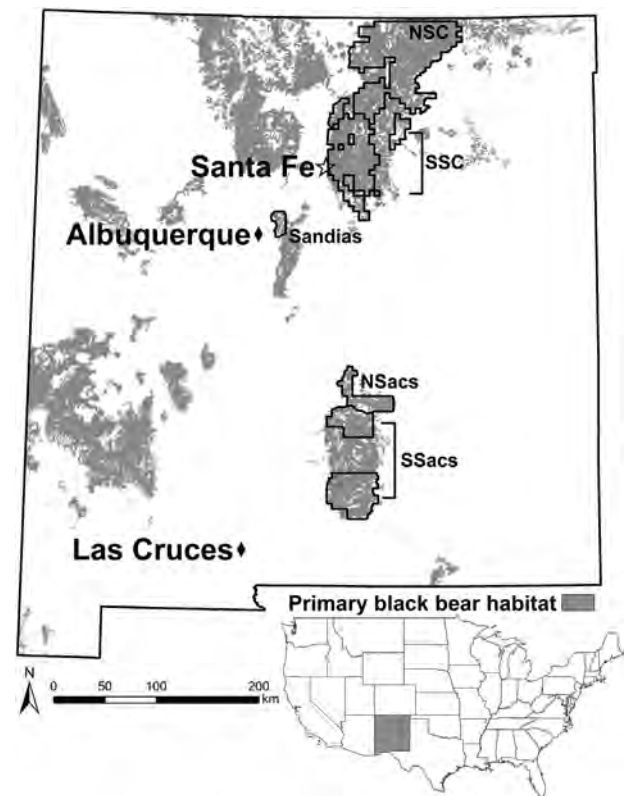 NSC
Santa Fe
SSC
Albuquerque
Sandias
NSacs
SSacs
Las Cruces
Primary black bear habitat
N
0 50 100 200
km